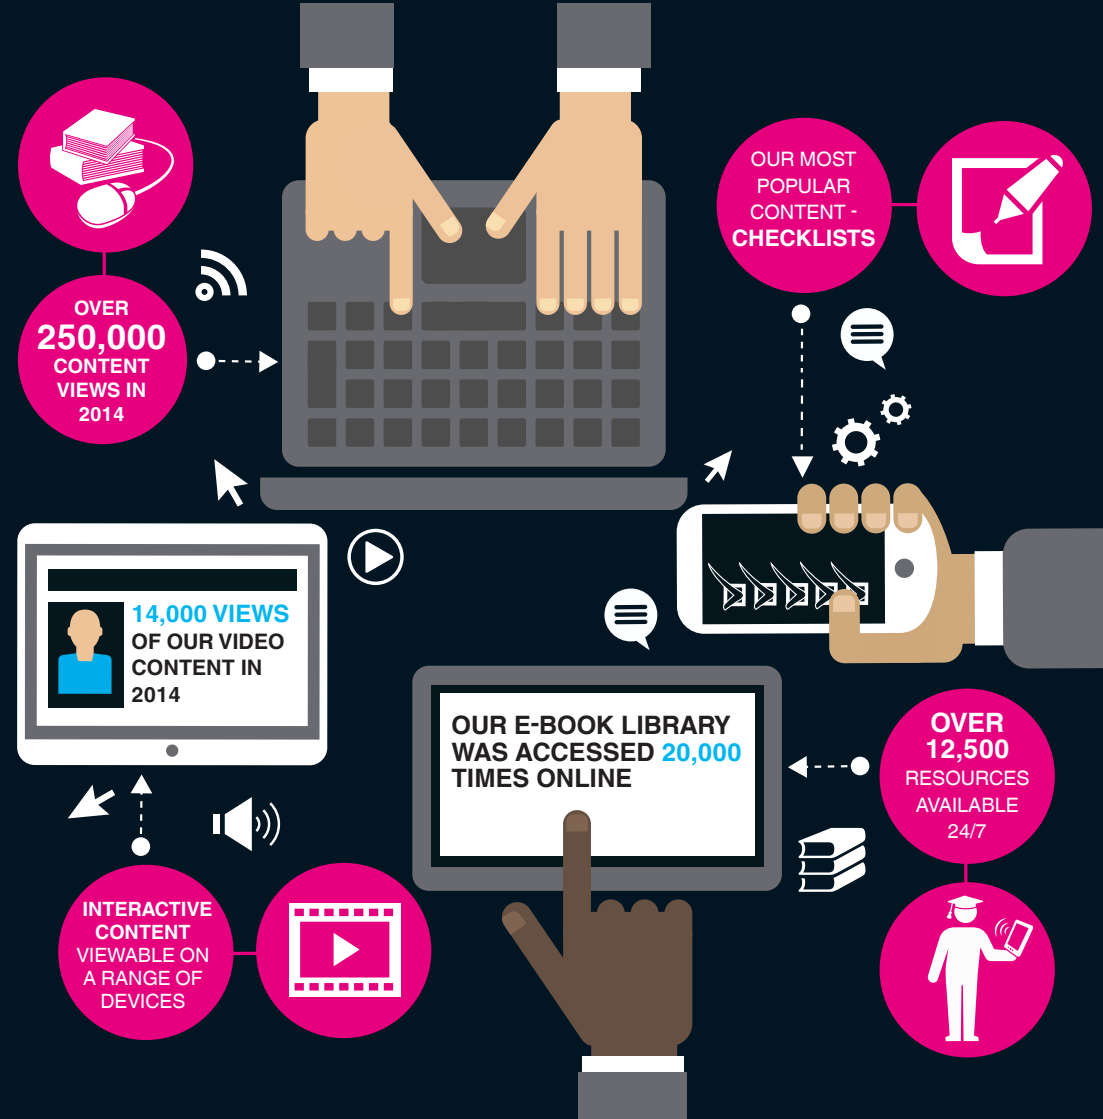 OVER
250,000
CONTENT
VIEWS IN
2014
OUR MOST
POPULAR
CONTENT -
CHECKLISTS
14,000 VIEWS
OF OUR VIDEO
CONTENT IN
2014
OUR E-BOOK LIBRARY
WAS ACCESSED 20,000
TIMES ONLINE
OVER
12,500
RESOURCES
AVAILABLE
24/7
INTERACTIVE
CONTENT
VIEWABLE ON
A RANGE OF
DEVICES